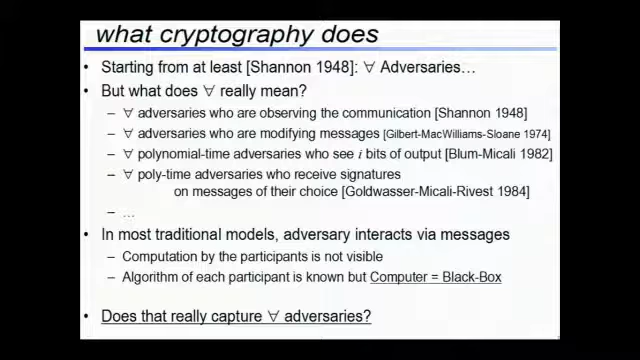 what cryptography does
• Starting from at least [Shannon 1948]: ∀ Adversaries…
• But what does ∀ really mean?
– ∀ adversaries who are observing the communication [Shannon 1948]
– ∀ adversaries who are modifying messages [Gilbert-MacWilliams-Sloane 1974]
– ∀ polynomial-time adversaries who see i bits of output [Blum-Micali 1982]
– ∀ poly-time adversaries who receive signatures
on messages of their choice [Goldwasser-Micali-Rivest 1984]
– …
• In most traditional models, adversary interacts via messages
– Computation by the participants is not visible
– Algorithm of each participant is known but Computer = Black-Box
• Does that really capture ∀ adversaries?